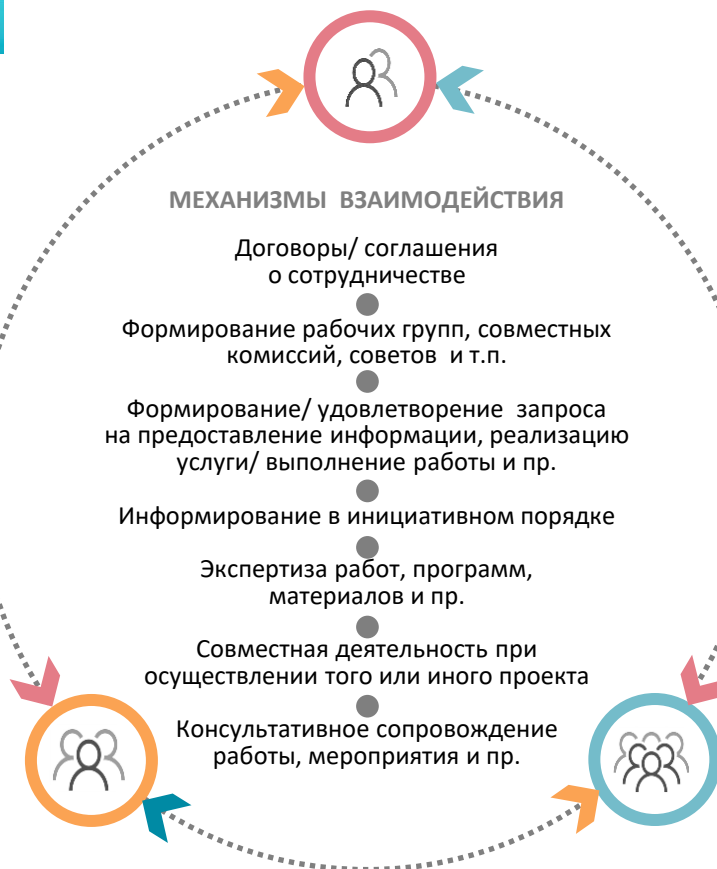 МЕХАНИЗМЫ ВЗАИМОДЕЙСТВИЯ
Договоры/ соглашения
о сотрудничестве
Формирование рабочих групп, совместных
комиссий, советов и т.п.
Формирование/ удовлетворение запроса
на предоставление информации, реализацию
услуги/ выполнение работы и пр.
Информирование в инициативном порядке
Экспертиза работ, программ,
материалов и пр.
Совместная деятельность при
осуществлении того или иного проекта
Консультативное сопровождение
работы, мероприятия и пр.